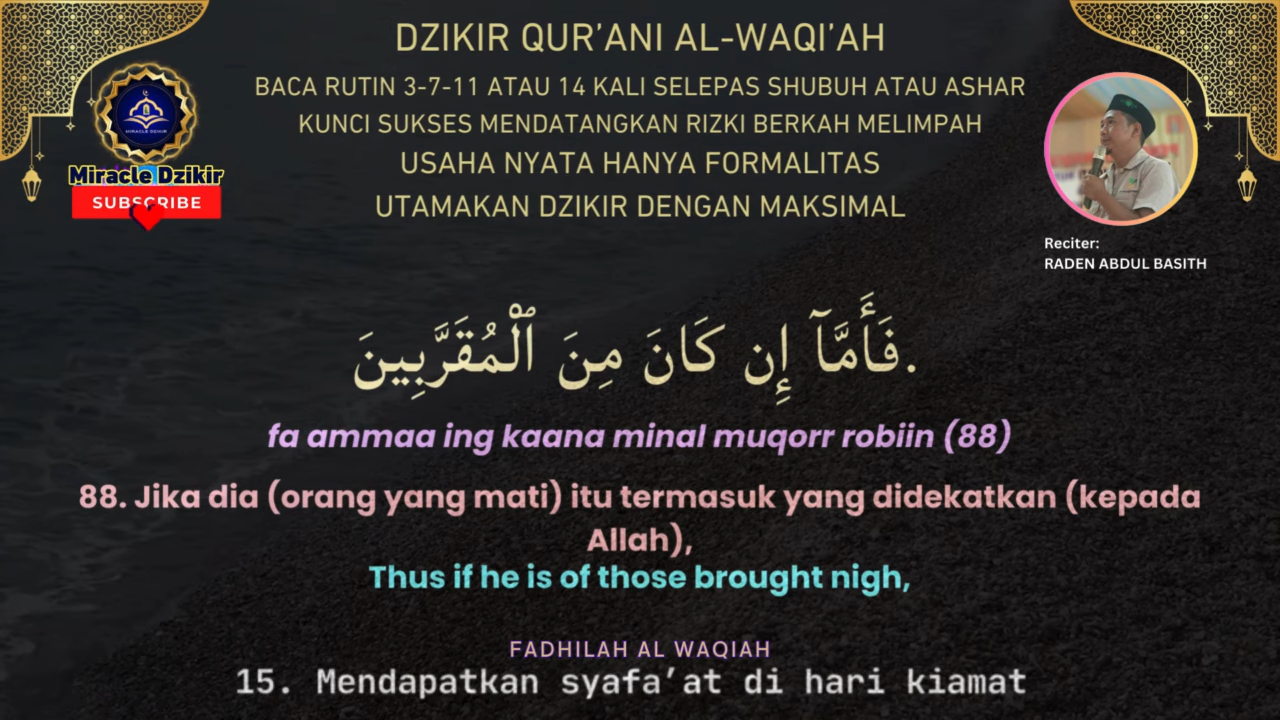 DZIKIR QUR'ANI AL-WAQI'AH
BACA RUTIN 3-7-11 ATAU 14 KALI SELEPAS SHUBUH ATAU ASHAR
KUNCI SUKSES MENDATANGKAN RIZKI BERKAH MELIMPAH
USAHA NYATA HANYA FORMALITAS
UTAMAKAN DZIKIR DENGAN MAKSIMAL
MIRACLE DZIKIR
Miracle Dzikir
SUBSCRIBE
Reciter:
RADEN ABDUL BASITH
فَأَمَّآ إِن كَانَ مِنَ ٱلْمُقَرَّبِينَ.
fa ammaa ing kaana minal muqorr robiin (88)
88. Jika dia (orang yang mati) itu termasuk yang didekatkan (kepada
Allah),
Thus if he is of those brought nigh,
FADHILAH AL WAQIAH
15. Mendapatkan syafa'at di hari kiamat